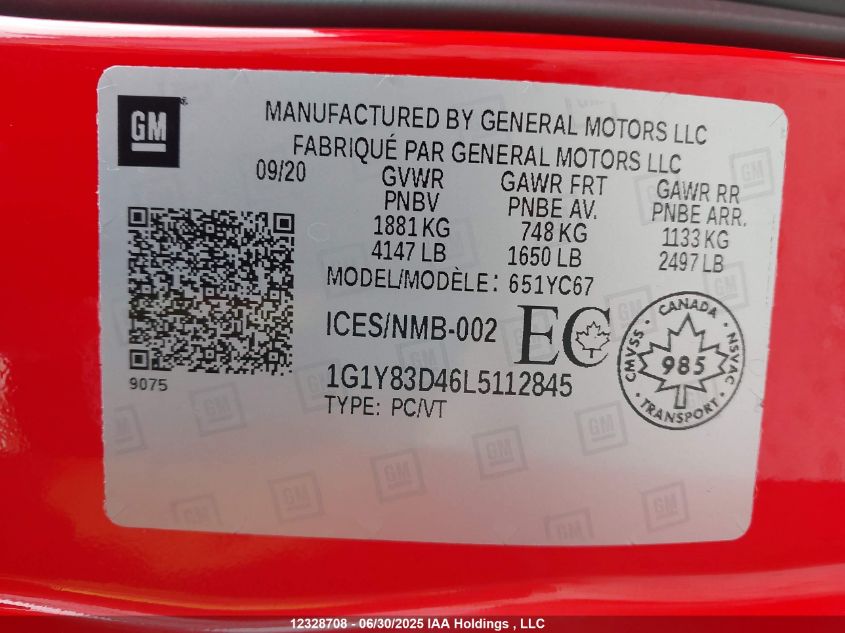 GM
MANUFACTURED BY GENERAL MOTORS LLC
FABRIQUÉ PAR GENERAL MOTORS LLC
09/20
GVWR
PNBV
1881 KG
4147 LB
GAWR FRT
PNBE AV.
748 KG
1650 LB
GAWR RR
PNBE ARR.
1133 KG
2497 LB
MODEL/MODÈLE: 651YC67
ICES/NMB-002
EC
CANADA
CMVSS
985
NSVAC
TRANSPORT
9075
1G1Y83D46L5112845
TYPE: PC/VT
12328708 - 06/30/2025 IAA Holdings , LLC